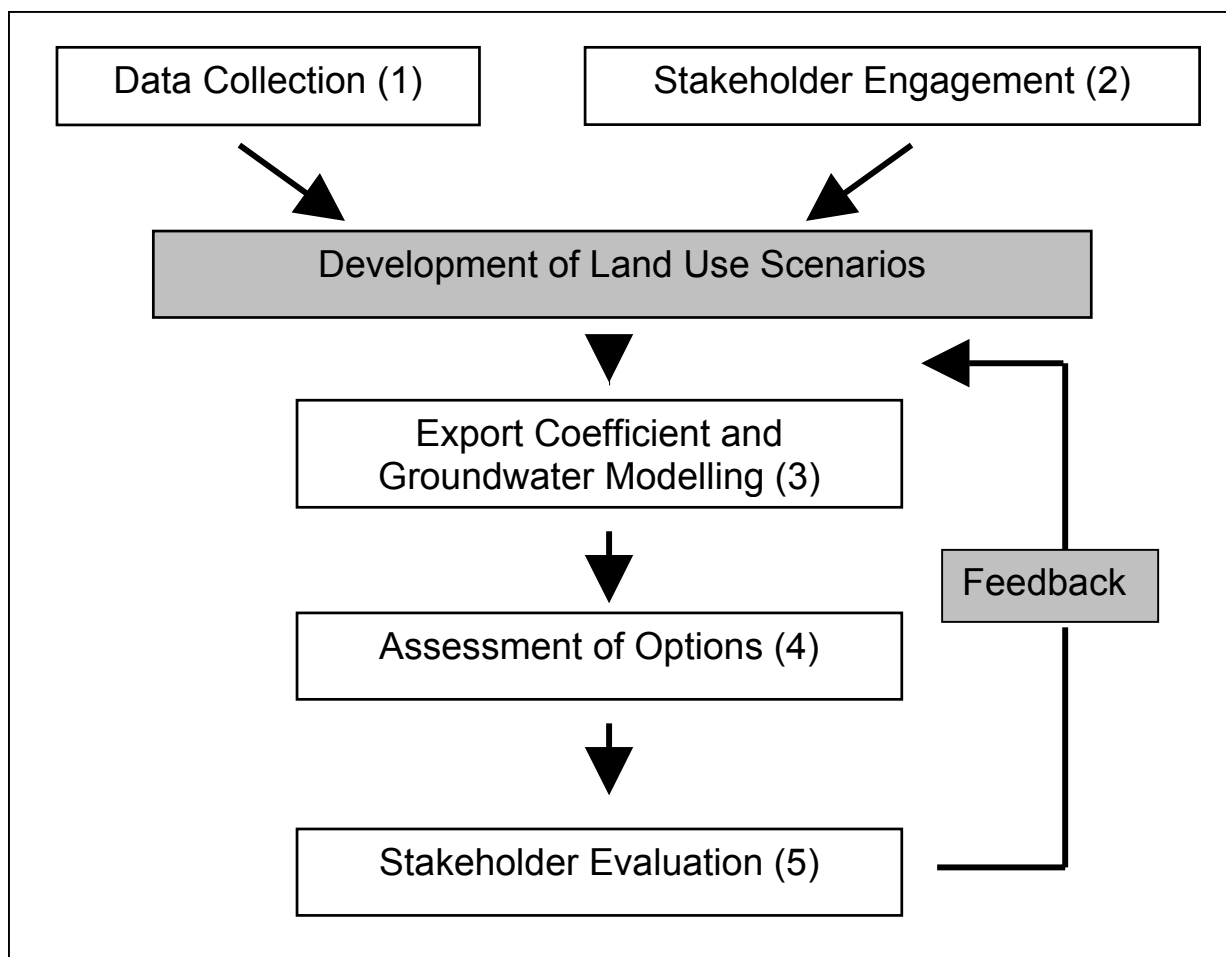 Data Collection (1)
Stakeholder Engagement (2)
Development of Land Use Scenarios
Export Coefficient and
Groundwater Modelling (3)
Feedback
Assessment of Options (4)
Stakeholder Evaluation (5)